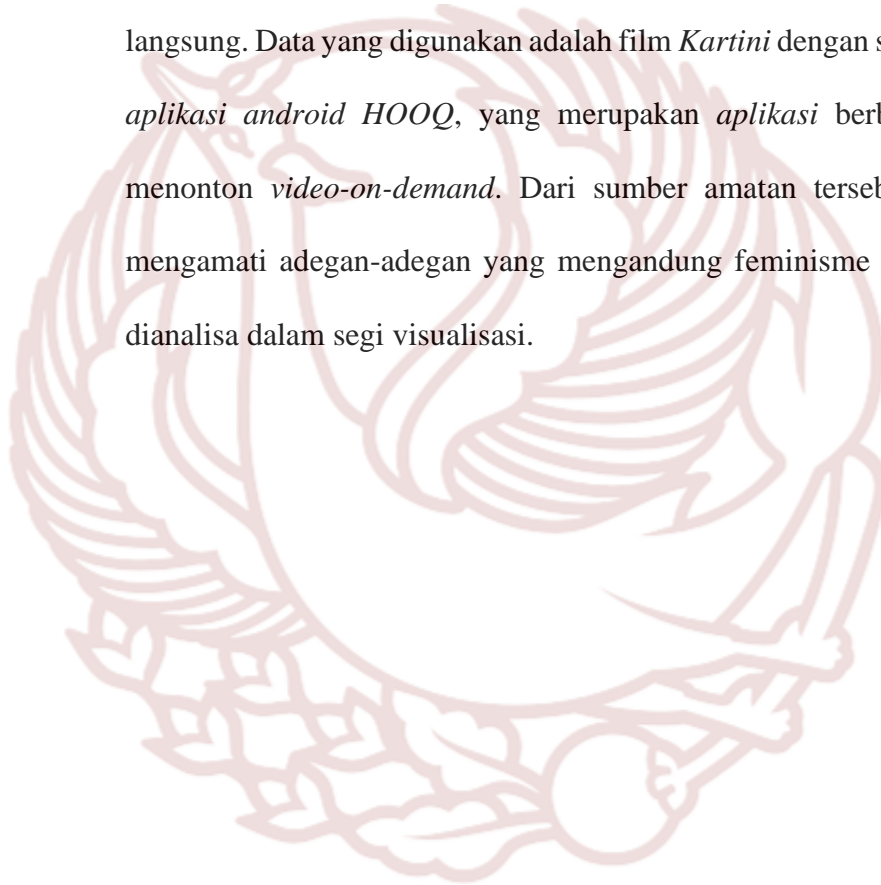 langsung. Data yang digunakan adalah film Kartini dengan
aplikasi android HOOQ, yang merupakan aplikasi
menonton video-on-demand. Dari sumber amatan
mengamati adegan-adegan yang mengandung feminisme
dianalisa dalam segi visualisasi.